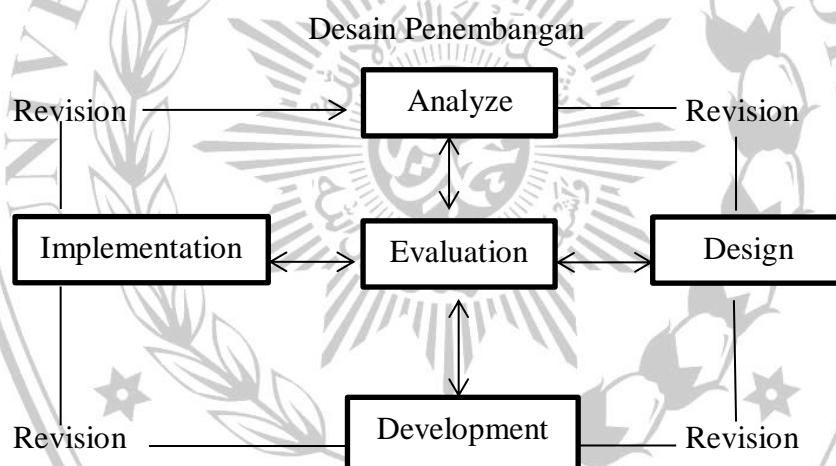 Desain Penembangan
Analyze
Revision
Revision
Implementation
Evaluation
Design
Development
Revision
Revision